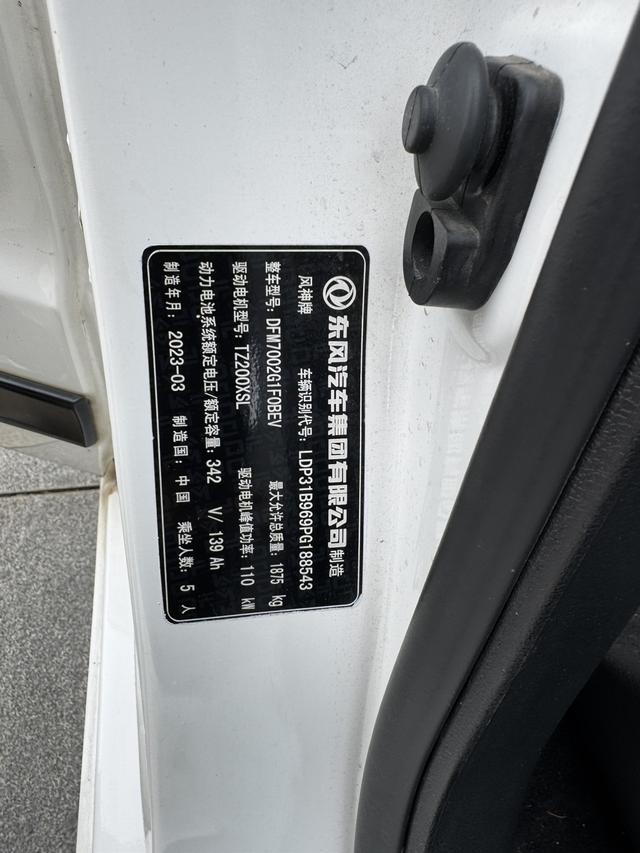 东风汽车集团有限公司 制造
风神牌 车辆识别代号: LDP31B969PG188543
整车型号: DFM7002G1F0BEV 最大允许总质量: 1875 kg
驱动电机型号: TZ200XSL 驱动电机峰值功率: 110 kW
动力电池系统额定电压/额定容量: 342 V/ 139 Ah
制造年月: 2023-03 制造国: 中国 乘坐人数: 5 人